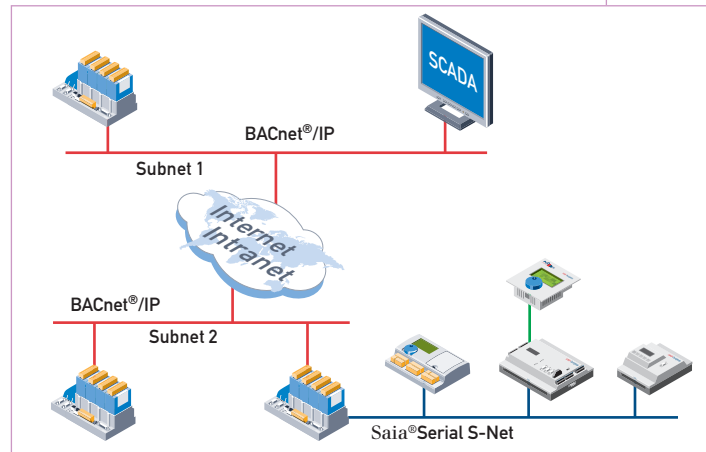 SCADA
BACnet®/IP
Subnet 1
Internet
Intranet
BACnet®/IP
Subnet 2
Saia®Serial S-Net